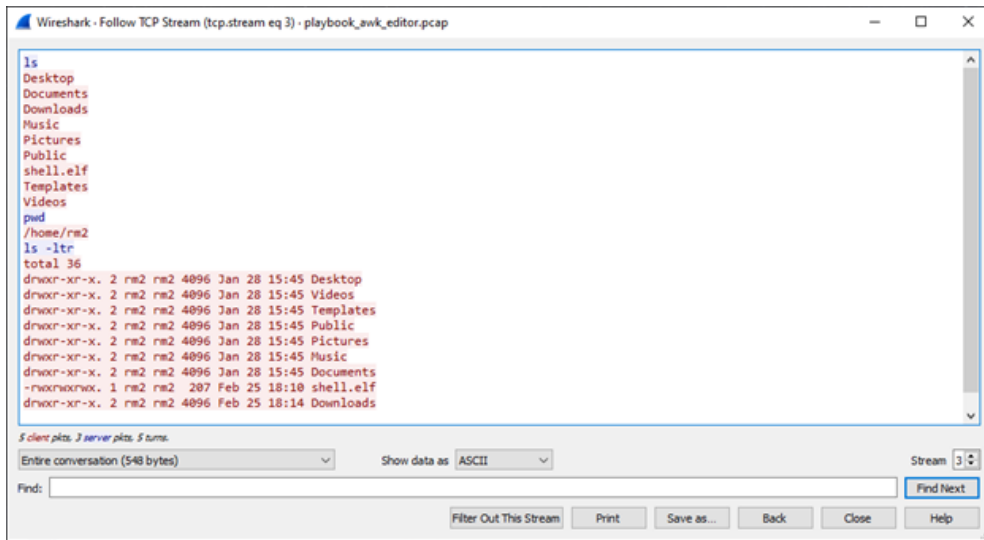 Wireshark · Follow TCP Stream (tcp.stream eq 3) · playbook_awk_editor.pcap
ls
Desktop
Documents
Downloads
Music
Pictures
Public
shell.elf
Templates
Videos
pwd
/home/rm2
ls -ltr
total 36
drwxr-xr-x. 2 rm2 rm2 4096 Jan 28 15:45 Desktop
drwxr-xr-x. 2 rm2 rm2 4096 Jan 28 15:45 Videos
drwxr-xr-x. 2 rm2 rm2 4096 Jan 28 15:45 Templates
drwxr-xr-x. 2 rm2 rm2 4096 Jan 28 15:45 Public
drwxr-xr-x. 2 rm2 rm2 4096 Jan 28 15:45 Pictures
drwxr-xr-x. 2 rm2 rm2 4096 Jan 28 15:45 Music
drwxr-xr-x. 2 rm2 rm2 4096 Jan 28 15:45 Documents
-rwxrwxrwx. 1 rm2 rm2  207 Feb 25 18:10 shell.elf
drwxr-xr-x. 2 rm2 rm2 4096 Feb 25 18:14 Downloads
5 client pkts, 3 server pkts, 5 turns.
Entire conversation (548 bytes) Show data as ASCII Stream 3
Find: Find Next
Filter Out This Stream Print Save as... Back Close Help